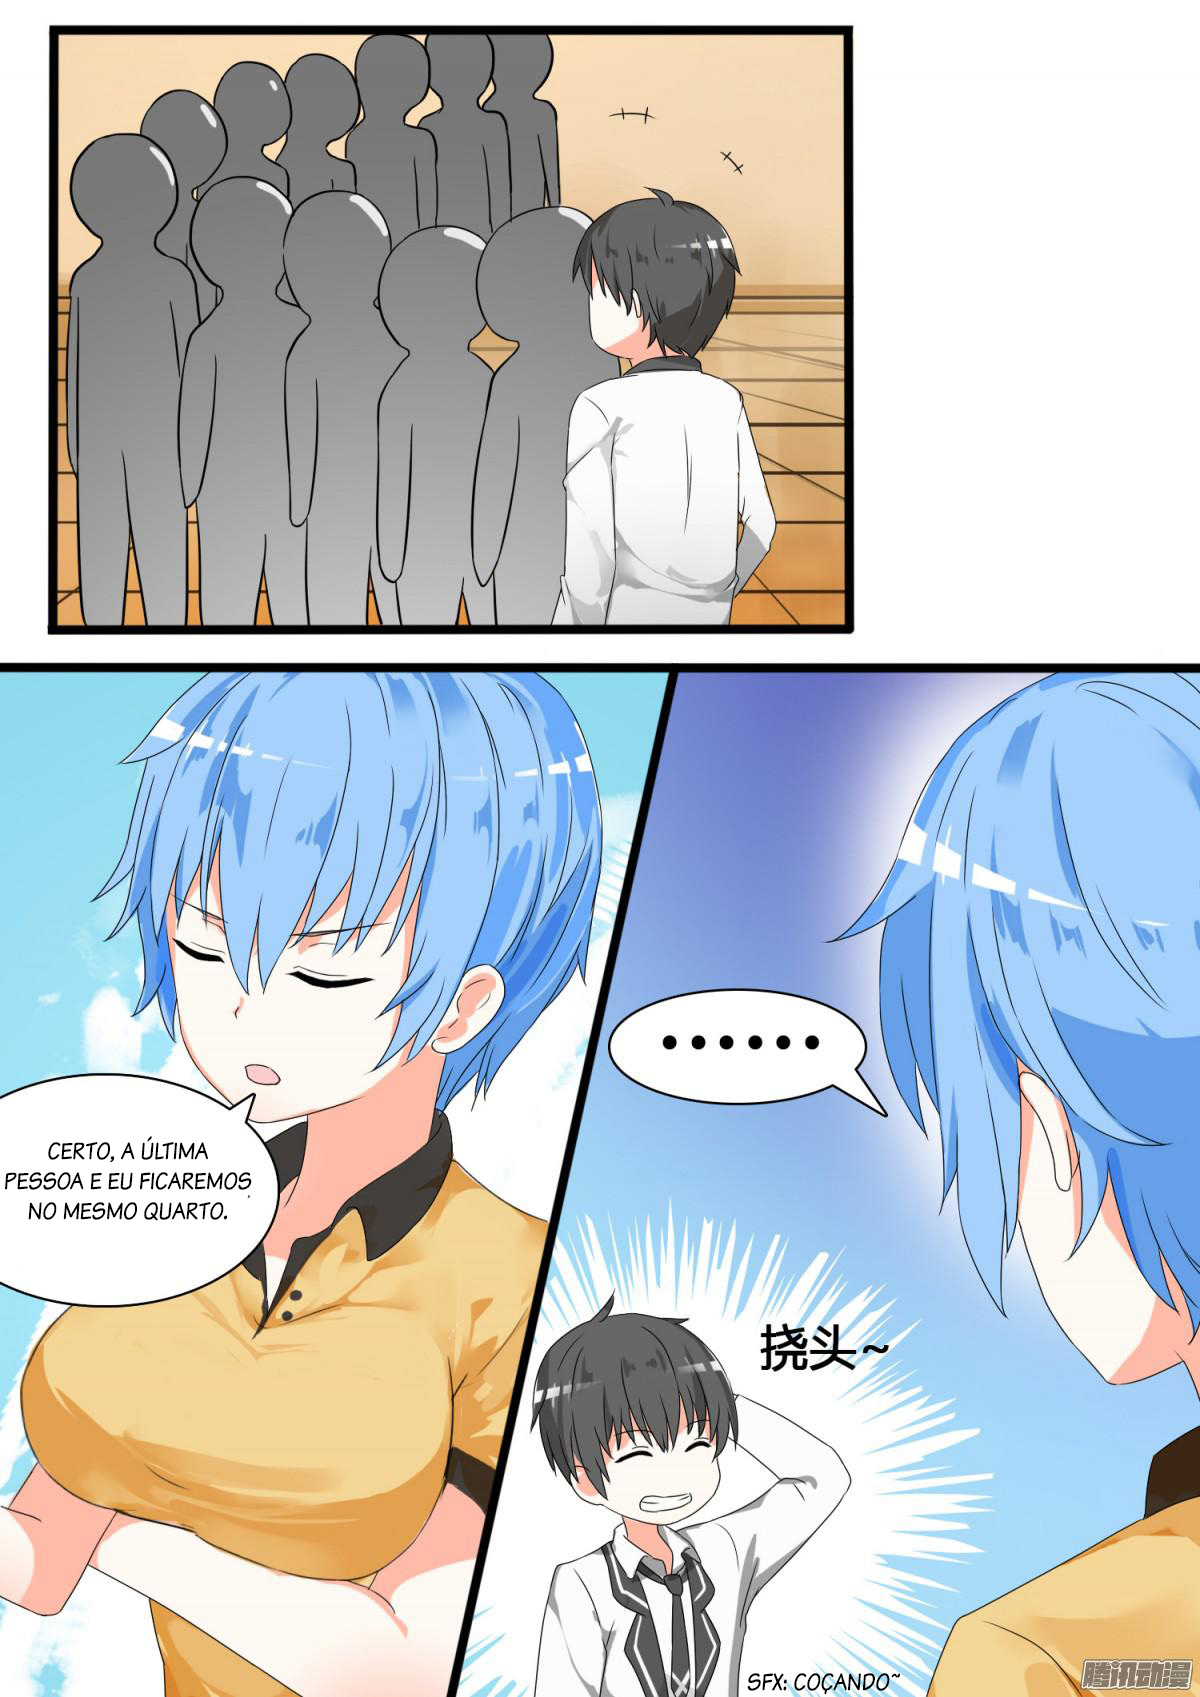 CERTO, A ÚLTIMA
PESSOA E EU FICAREMOS
NO MESMO QUARTO.
••••••
挠头~
SFX: COÇANDO~
腾讯动漫